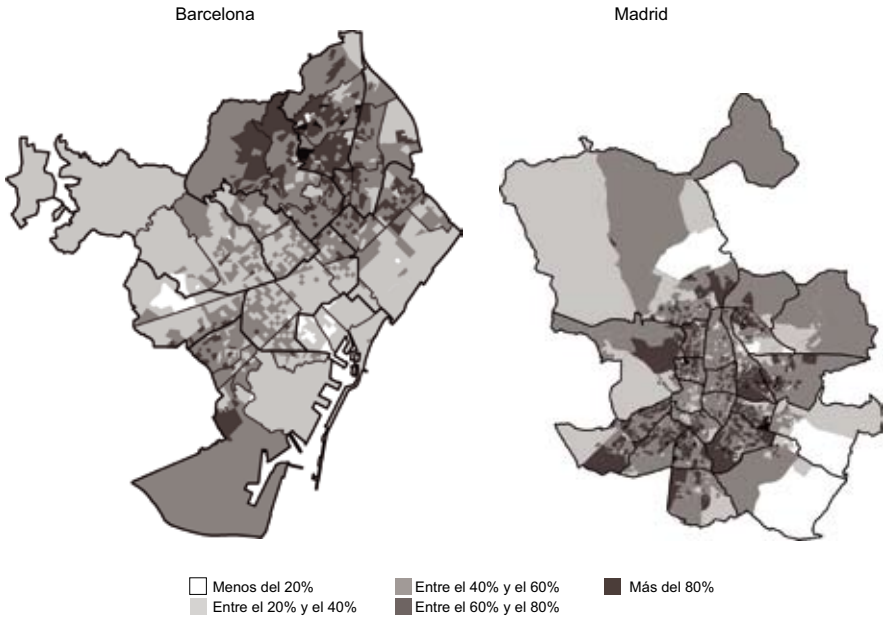 Barcelona
Madrid
Menos del 20%
Entre el 20% y el 40%
Entre el 40% y el 60%
Entre el 60% y el 80%
Más del 80%